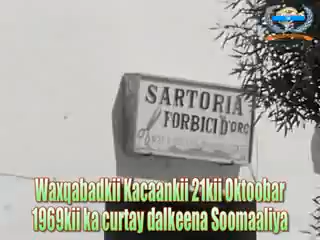 SARTORIA
FORBICI D'ORO
Waxqabadkii Kacaankii 21kii Oktoobar
1969kii ka curtay dalkeena Soomaaliya